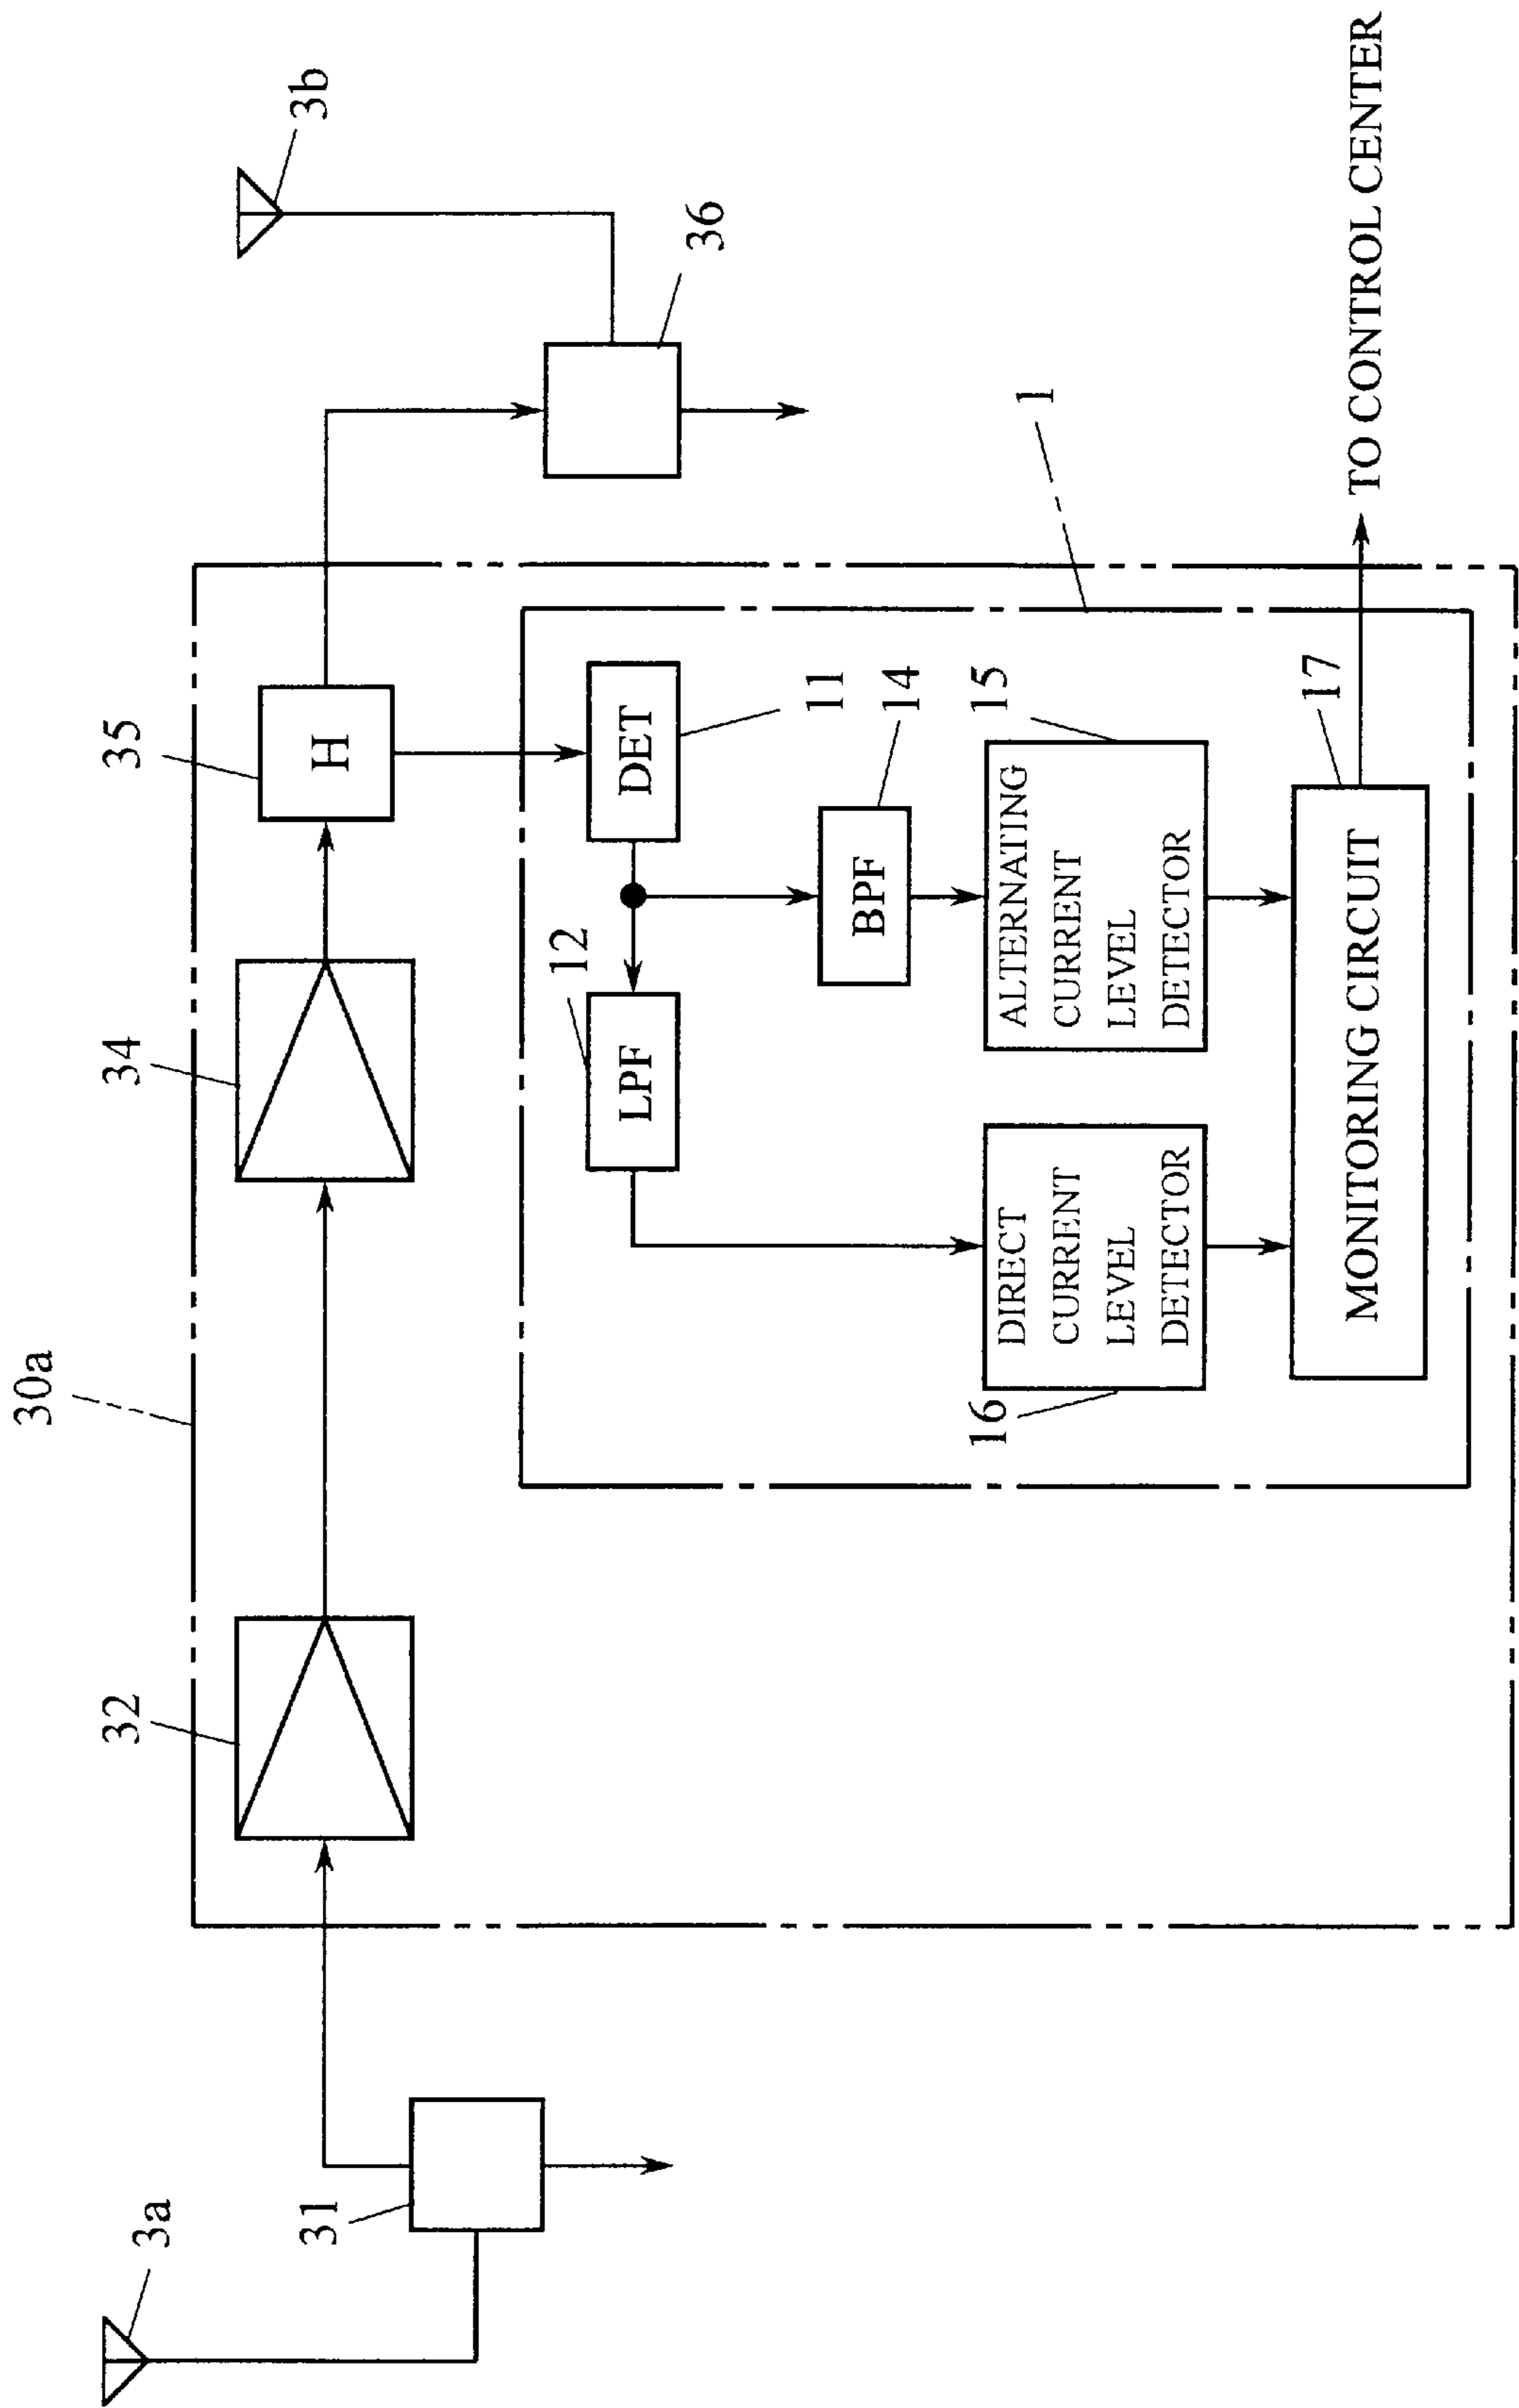 3a
31
30a
32
34
35
H
3b
36
1
DET
11
12
LPF
BPF
14
DIRECT
CURRENT
LEVEL
DETECTOR
16
ALTERNATING
CURRENT
LEVEL
DETECTOR
15
MONITORING CIRCUIT
17
TO CONTROL CENTER